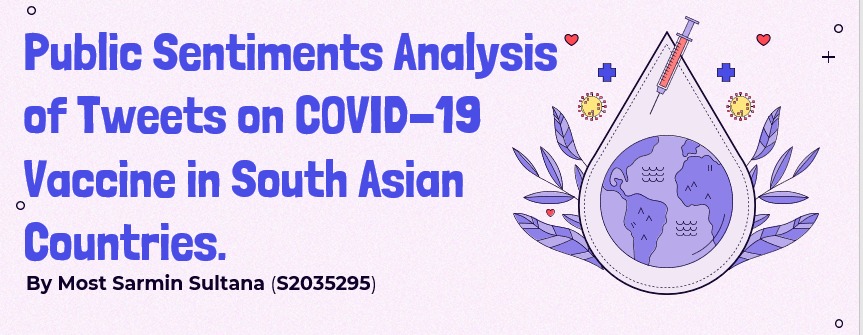 Public Sentiments Analysis
of Tweets on COVID-19
Vaccine in South Asian
Countries.
By Most Sarmin Sultana (S2035295)